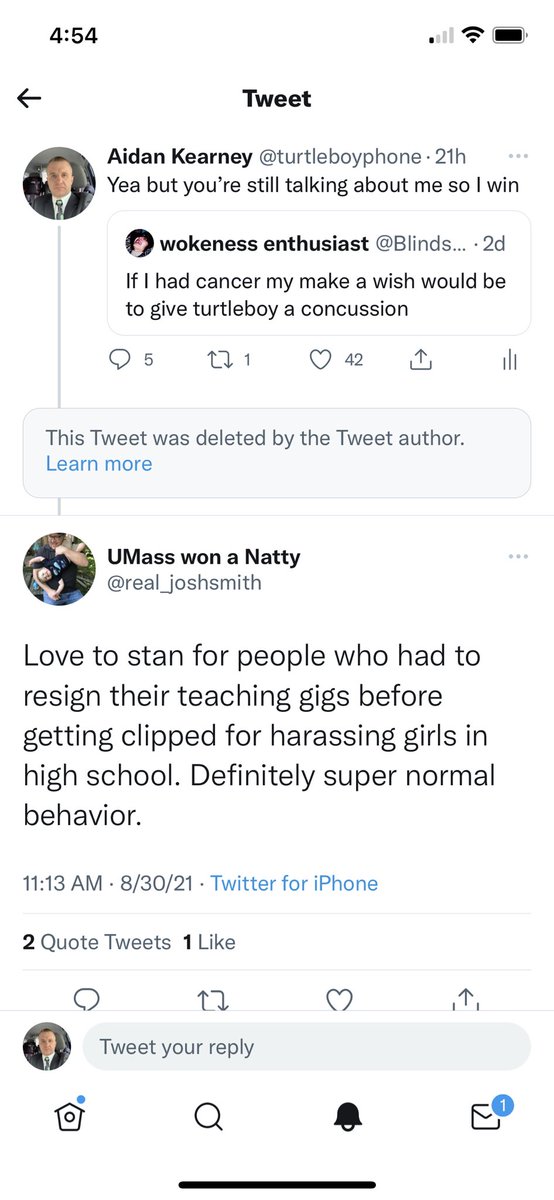 4:54
Tweet
Aidan Kearney @turtleboyphone · 21h
Yea but you’re still talking about me so I win
wokeness enthusiast @Blinds... · 2d
If I had cancer my make a wish would be
to give turtleboy a concussion
5 1 42
This Tweet was deleted by the Tweet author.
Learn more
UMass won a Natty
@real_joshsmith
Love to stan for people who had to
resign their teaching gigs before
getting clipped for harassing girls in
high school. Definitely super normal
behavior.
11:13 AM · 8/30/21 · Twitter for iPhone
2 Quote Tweets 1 Like
Tweet your reply
1